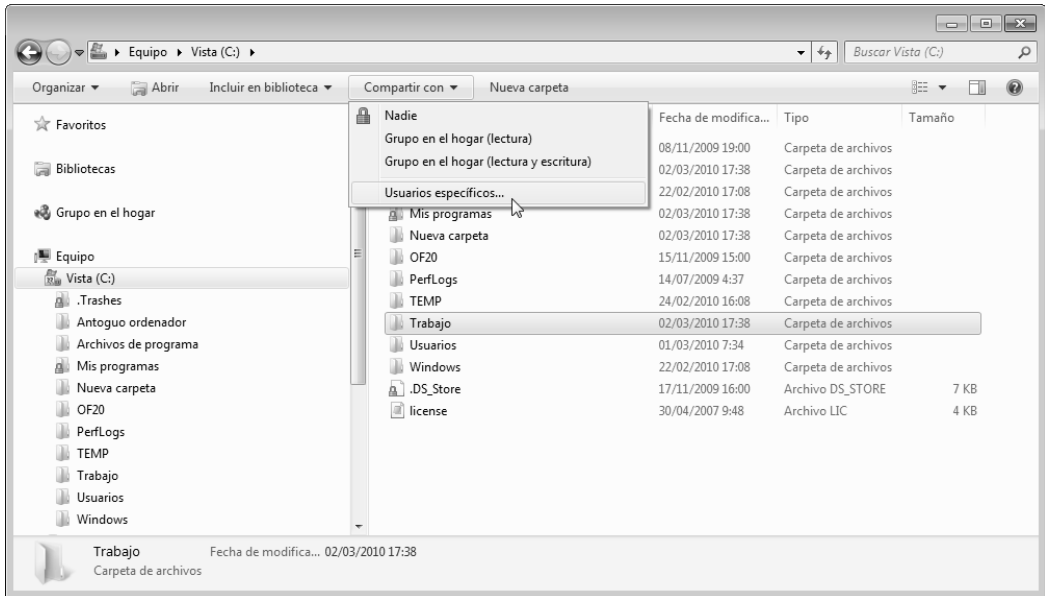 Equipo Vista (C:)
Buscar Vista (C:)
Organizar Abrir Incluir en biblioteca Compartir con Nueva carpeta
Favoritos
Bibliotecas
Grupo en el hogar
Equipo
Vista (C:)
.Trashes
Antoguo ordenador
Archivos de programa
Mis programas
Nueva carpeta
OF20
PerfLogs
TEMP
Trabajo
Usuarios
Windows
Nadie
Grupo en el hogar (lectura)
Grupo en el hogar (lectura y escritura)
Usuarios específicos...
Fecha de modifica... Tipo Tamaño
08/11/2009 19:00 Carpeta de archivos
02/03/2010 17:38 Carpeta de archivos
22/02/2010 17:08 Carpeta de archivos
Mis programas 02/03/2010 17:38 Carpeta de archivos
Nueva carpeta 02/03/2010 17:38 Carpeta de archivos
OF20 15/11/2009 15:00 Carpeta de archivos
PerfLogs 14/07/2009 4:37 Carpeta de archivos
TEMP 24/02/2010 16:08 Carpeta de archivos
Trabajo 02/03/2010 17:38 Carpeta de archivos
Usuarios 01/03/2010 7:34 Carpeta de archivos
Windows 22/02/2010 17:08 Carpeta de archivos
.DS_Store 17/11/2009 16:00 Archivo DS_STORE 7 KB
license 30/04/2007 9:48 Archivo LIC 4 KB
Trabajo Fecha de modifica... 02/03/2010 17:38
Carpeta de archivos